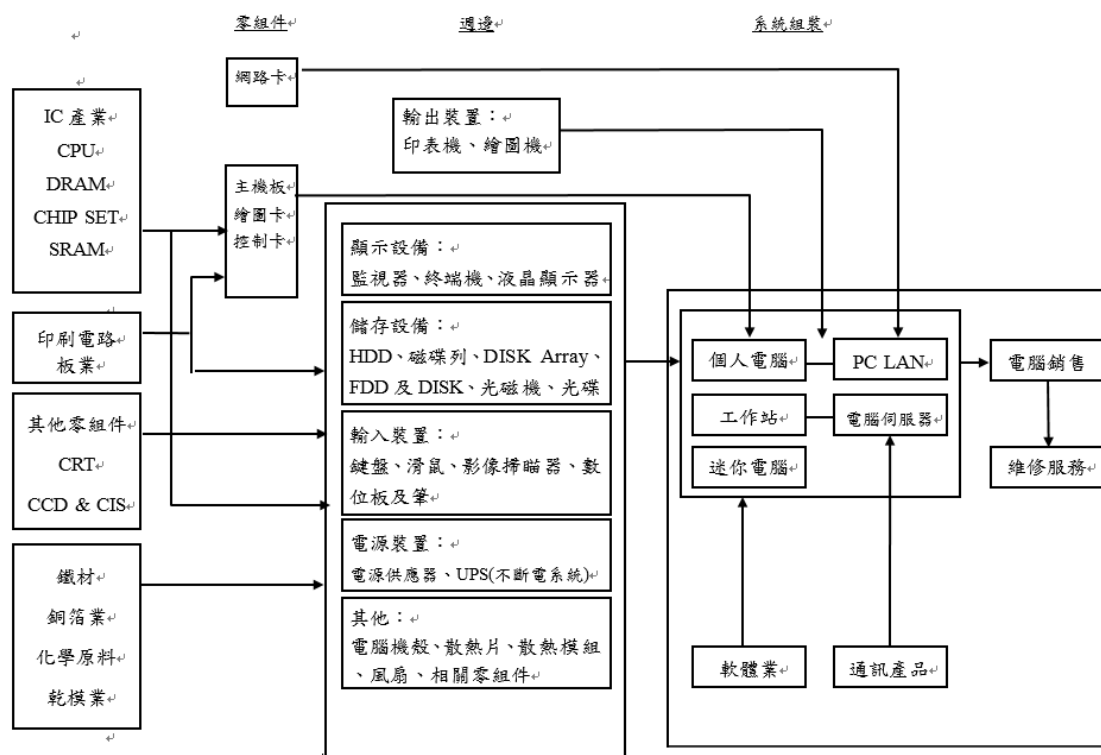 零組件
週邊
系統組裝
網路卡
IC 產業
CPU
DRAM
CHIP SET
SRAM
輸出裝置：
印表機、繪圖機
主機板
繪圖卡
控制卡
顯示設備：
監視器、終端機、液晶顯示器
印刷電路
板業
儲存設備：
HDD、磁碟列、DISK Array、
FDD 及 DISK、光磁機、光碟
個人電腦
PC LAN
電腦銷售
其他零組件
CRT
CCD & CIS
輸入裝置：
鍵盤、滑鼠、影像掃瞄器、數
位板及筆
工作站
電腦伺服器
迷你電腦
維修服務
電源裝置：
電源供應器、UPS(不斷電系統)
鐵材
銅箔業
化學原料
乾模業
其他：
電腦機殼、散熱片、散熱模組
、風扇、相關零組件
軟體業
通訊產品